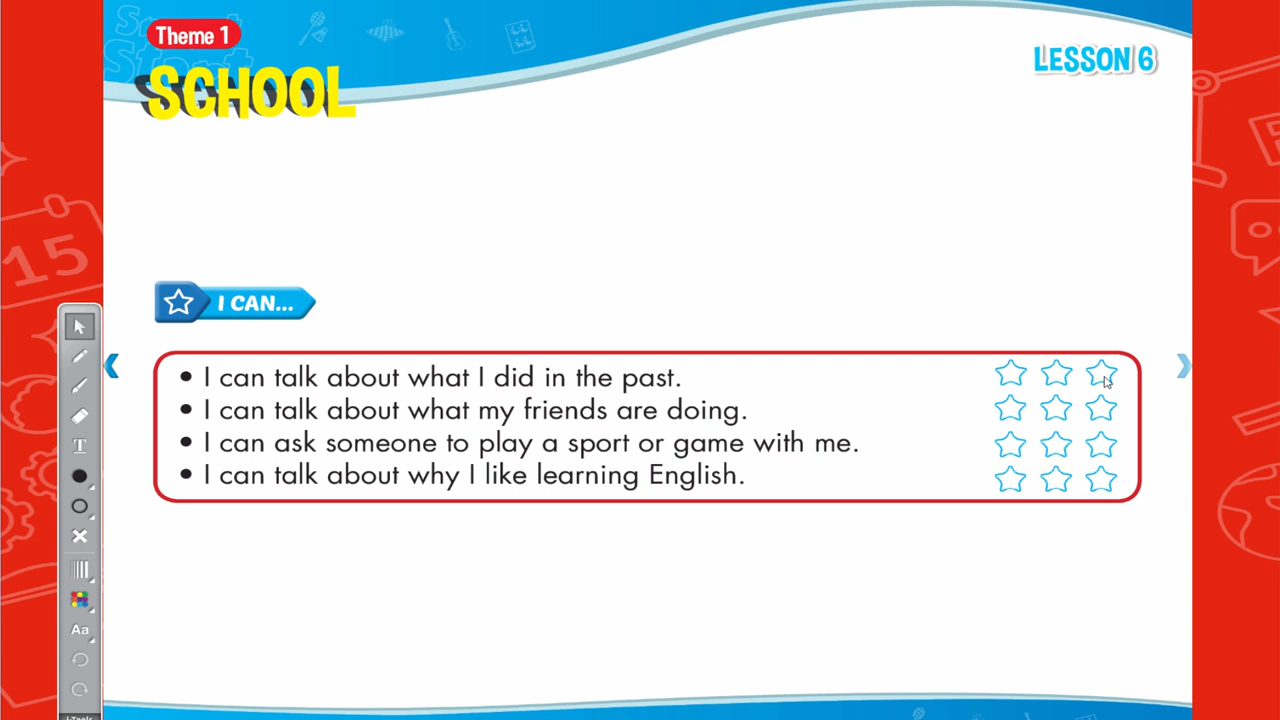 Theme 1
SCHOOL
LESSON 6
I CAN...
• I can talk about what I did in the past.
• I can talk about what my friends are doing.
• I can ask someone to play a sport or game with me.
• I can talk about why I like learning English.
15
T
Aa